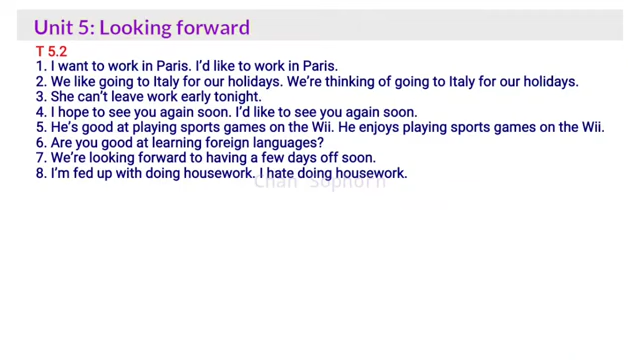 Unit 5: Looking forward
T 5.2
1. I want to work in Paris. I'd like to work in Paris.
2. We like going to Italy for our holidays. We're thinking of going to Italy for our holidays.
3. She can't leave work early tonight.
4. I hope to see you again soon. I'd like to see you again soon.
5. He's good at playing sports games on the Wii. He enjoys playing sports games on the Wii.
6. Are you good at learning foreign languages?
7. We're looking forward to having a few days off soon.
8. I'm fed up with doing housework. I hate doing housework.
Chan Sophorn